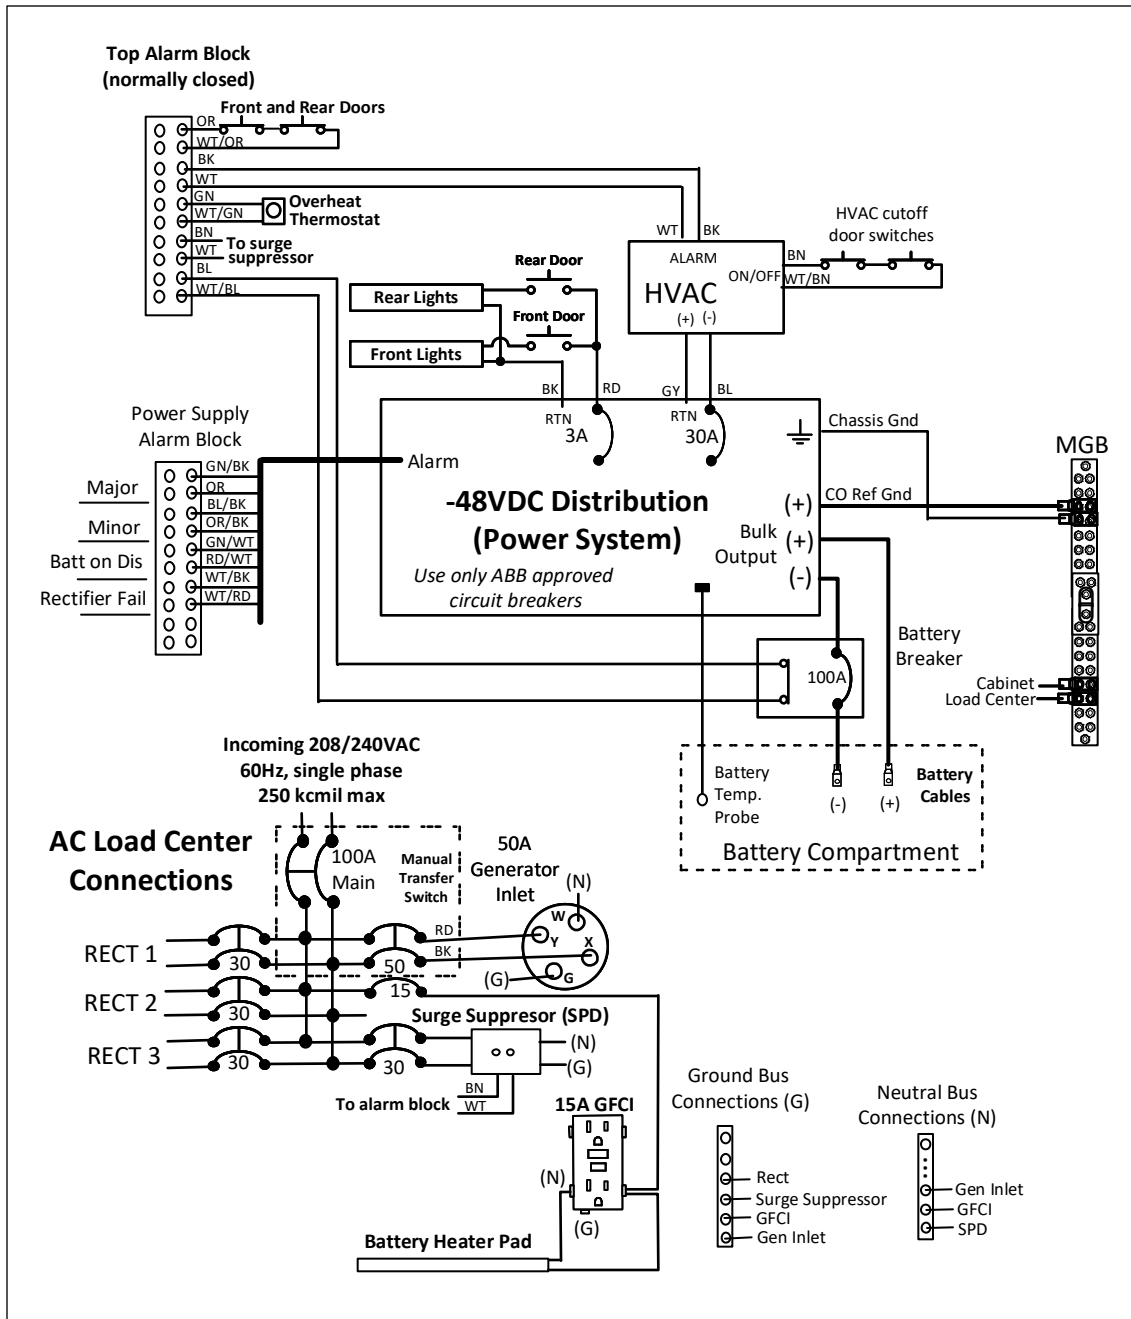 Top Alarm Block
(normally closed)
Front and Rear Doors
OR
WT/OR
BK
WT
GN
WT/GN
Overheat
Thermostat
BN
WT
To surge
suppressor
BL
WT/BL
WT
BK
ALARM
HVAC
ON/OFF
(+)
(-)
HVAC cutoff
door switches
BN
WT/BN
Rear Door
Rear Lights
Front Door
Front Lights
BK
RD
GY
BL
RTN
3A
RTN
30A
Power Supply
Alarm Block
GN/BK
Major
OR
BL/BK
Minor
OR/BK
GN/WT
Batt on Dis
RD/WT
WT/BK
Rectifier Fail
WT/RD
Alarm
-48VDC Distribution
(Power System)
Use only ABB approved
circuit breakers
Bulk
Output
(+)
(+)
(-)
Chassis Gnd
CO Ref Gnd
MGB
Battery
Breaker
100A
Cabinet
Load Center
Battery
Temp.
Probe
(-)
(+)
Battery
Cables
Battery Compartment
Incoming 208/240VAC
60Hz, single phase
250 kcmil max
AC Load Center
Connections
100A
Main
Manual
Transfer
Switch
50A
Generator
Inlet
(N)
W
Y
X
G
(G)
RD
BK
RECT 1
30
50
RECT 2
30
15
RECT 3
30
30
Surge Suppresor (SPD)
(N)
(G)
BN
WT
To alarm block
15A GFCI
(N)
(G)
Battery Heater Pad
Ground Bus
Connections (G)
Rect
Surge Suppressor
GFCI
Gen Inlet
Neutral Bus
Connections (N)
Gen Inlet
GFCI
SPD